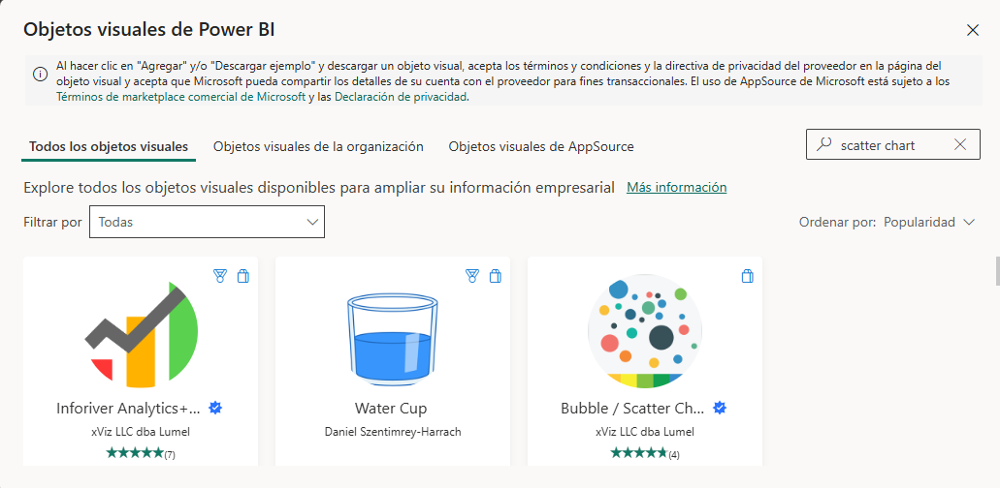 Objetos visuales de Power BI
Al hacer clic en "Agregar" y/o "Descargar ejemplo" y descargar un objeto visual, acepta los términos y condiciones y la directiva de privacidad del proveedor en la página del
objeto visual y acepta que Microsoft pueda compartir los detalles de su cuenta con el proveedor para fines transaccionales. El uso de AppSource de Microsoft está sujeto a los
Términos de marketplace comercial de Microsoft y las Declaración de privacidad.
Todos los objetos visuales
Objetos visuales de la organización
Objetos visuales de AppSource
scatter chart
Explore todos los objetos visuales disponibles para ampliar su información empresarial
Más información
Filtrar por
Todas
Ordenar por: Popularidad
Inforiver Analytics+...
xViz LLC dba Lumel
(7)
Water Cup
Daniel Szentimrey-Harrach
Bubble / Scatter Ch...
xViz LLC dba Lumel
(4)